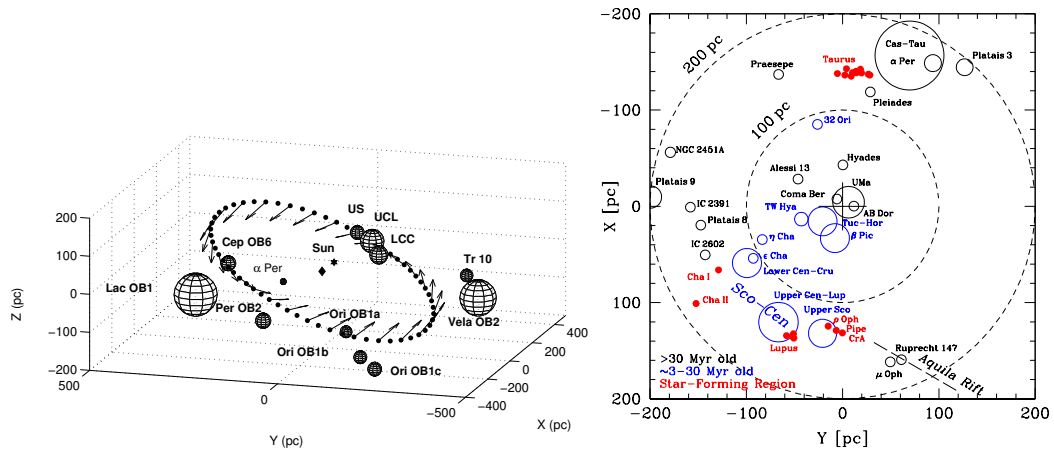 200
100
0
-100
-200
Z (pc)
500
0
-500
Y (pc)
-400
-200
0
200
400
X (pc)
US
UCL
LCC
Sun
Cep OB6
α Per
Tr 10
Lac OB1
Per OB2
Ori OB1a
Vela OB2
Ori OB1b
Ori OB1c
-200
-100
0
100
200
X [pc]
-200
-100
0
100
200
Y [pc]
200 pc
100 pc
Cas-Tau
α Per
Platais 3
Praesepe
Taurus
Pleiades
32 Ori
NGC 2451A
Hyades
Alessi 13
Platais 9
Coma Ber
UMa
IC 2391
TW Hya
AB Dor
Platais 8
Tuc-Hor
η Cha
β Pic
IC 2602
ε Cha
Cha I
Lower Cen-Cru
Sco-Cen
Upper Cen-Lup
Cha II
Upper Sco
ρ Oph
Pipe
CrA
Lupus
Ruprecht 147
μ Oph
Aquila Rift
>30 Myr old
~3-30 Myr old
Star-Forming Region